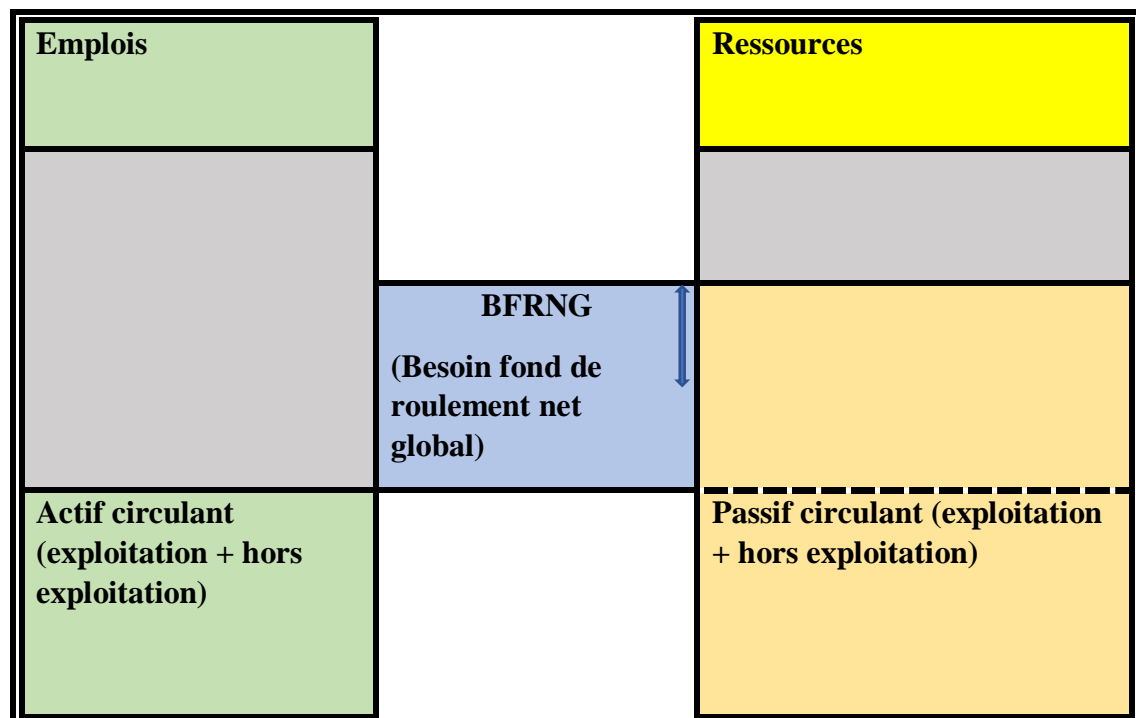 Emplois
Ressources
BFRNG
(Besoin fond de
roulement net
global)
Actif circulant
(exploitation + hors
exploitation)
Passif circulant (exploitation
+ hors exploitation)